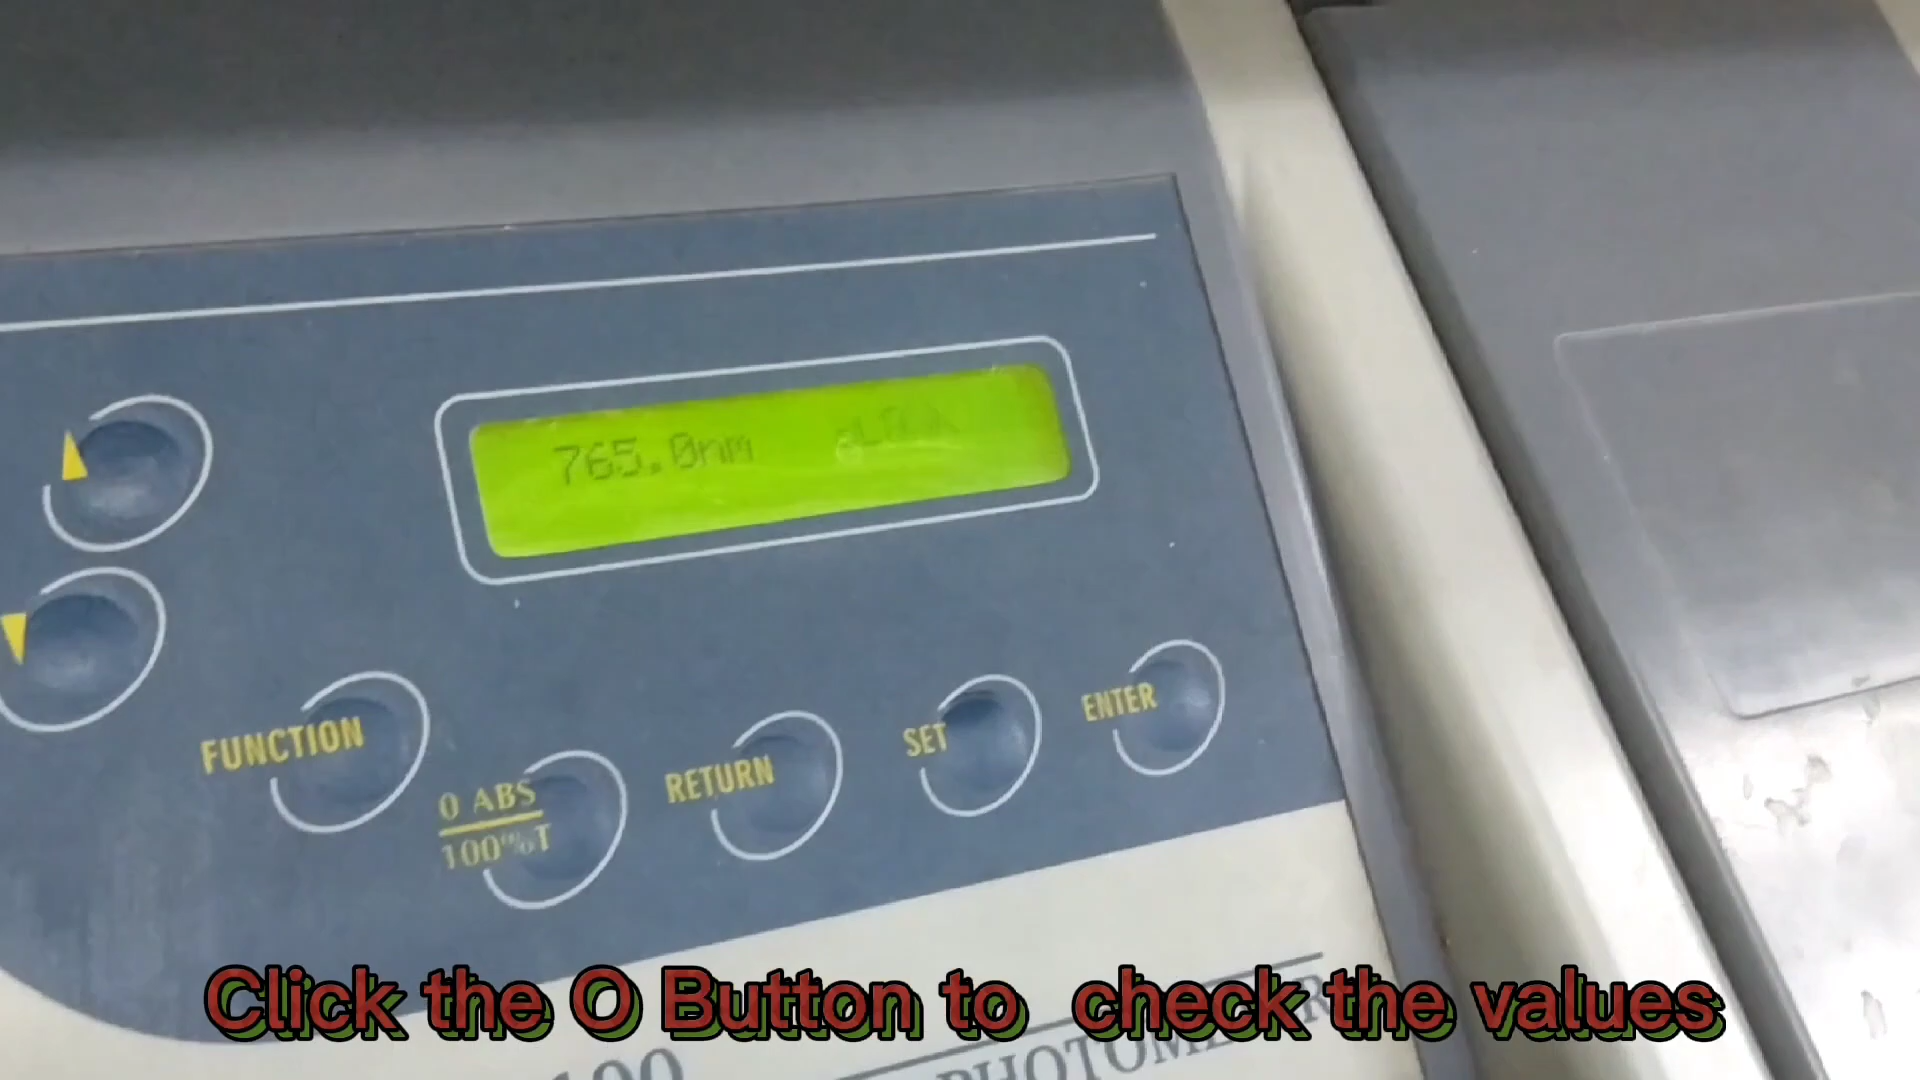 765.0nm
FUNCTION
0 ABS
100%T
RETURN
SET
ENTER
Click the O Button to check the values